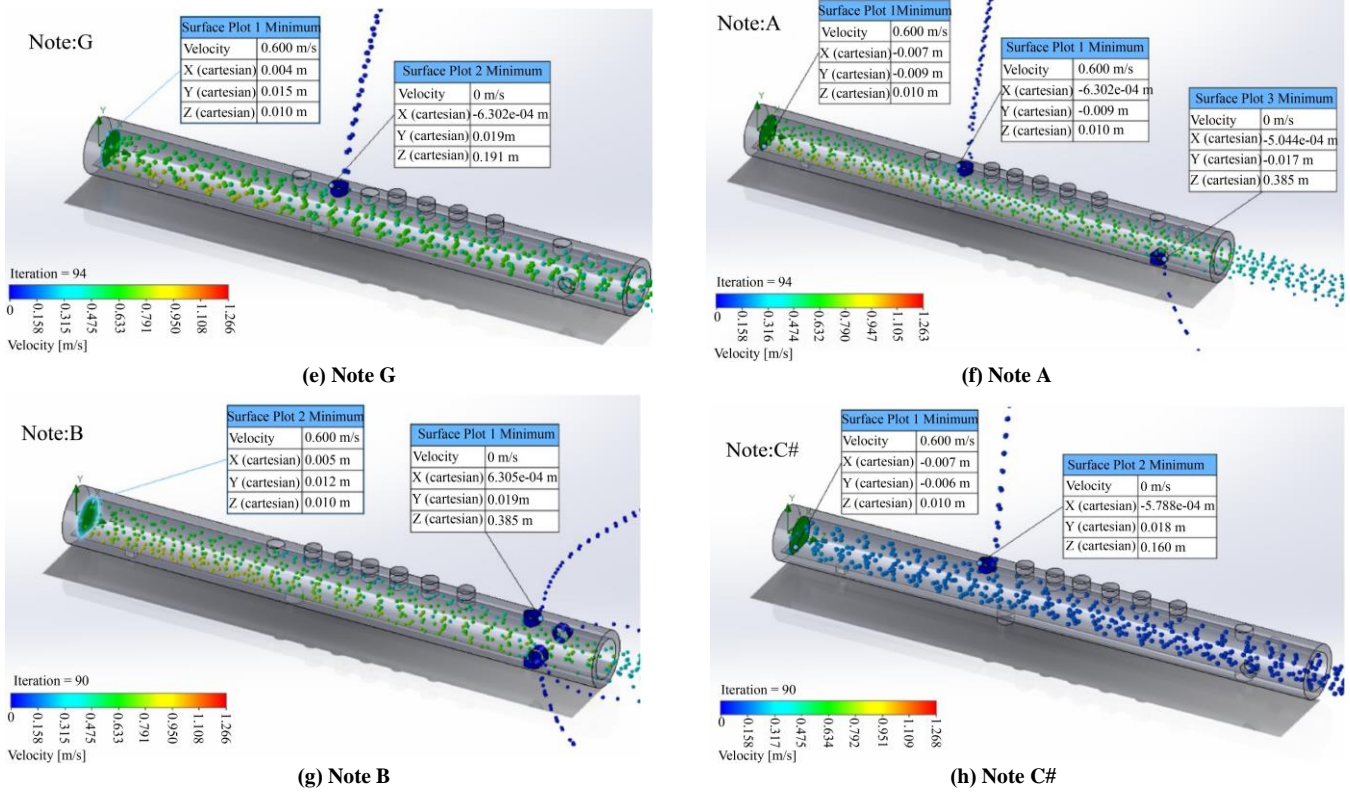 Note:G
Surface Plot 1 Minimum
Velocity 0.600 m/s
X (cartesian) 0.004 m
Y (cartesian) 0.015 m
Z (cartesian) 0.010 m
Surface Plot 2 Minimum
Velocity 0 m/s
X (cartesian) -6.302e-04 m
Y (cartesian) 0.019m
Z (cartesian) 0.191 m
Y
Iteration = 94
0 0.158 0.315 0.475 0.633 0.791 0.950 1.108 1.266
Velocity [m/s]
(e) Note G
Note:A
Surface Plot 1Minimum
Velocity 0.600 m/s
X (cartesian) -0.007 m
Y (cartesian) -0.009 m
Z (cartesian) 0.010 m
Surface Plot 1 Minimum
Velocity 0.600 m/s
X (cartesian) -6.302e-04 m
Y (cartesian) -0.009 m
Z (cartesian) 0.010 m
Surface Plot 3 Minimum
Velocity 0 m/s
X (cartesian) -5.044e-04 m
Y (cartesian) -0.017 m
Z (cartesian) 0.385 m
Y
Iteration = 94
0 0.158 0.316 0.474 0.632 0.790 0.947 1.105 1.263
Velocity [m/s]
(f) Note A
Note:B
Surface Plot 2 Minimum
Velocity 0.600 m/s
X (cartesian) 0.005 m
Y (cartesian) 0.012 m
Z (cartesian) 0.010 m
Surface Plot 1 Minimum
Velocity 0 m/s
X (cartesian) 6.305e-04 m
Y (cartesian) 0.019m
Z (cartesian) 0.385 m
Y
Iteration = 90
0 0.158 0.315 0.475 0.633 0.791 0.950 1.108 1.266
Velocity [m/s]
(g) Note B
Note:C#
Surface Plot 1 Minimum
Velocity 0.600 m/s
X (cartesian) -0.007 m
Y (cartesian) -0.006 m
Z (cartesian) 0.010 m
Surface Plot 2 Minimum
Velocity 0 m/s
X (cartesian) -5.788e-04 m
Y (cartesian) 0.018 m
Z (cartesian) 0.160 m
Y
Iteration = 90
0 0.158 0.317 0.475 0.634 0.792 0.951 1.109 1.268
Velocity [m/s]
(h) Note C#